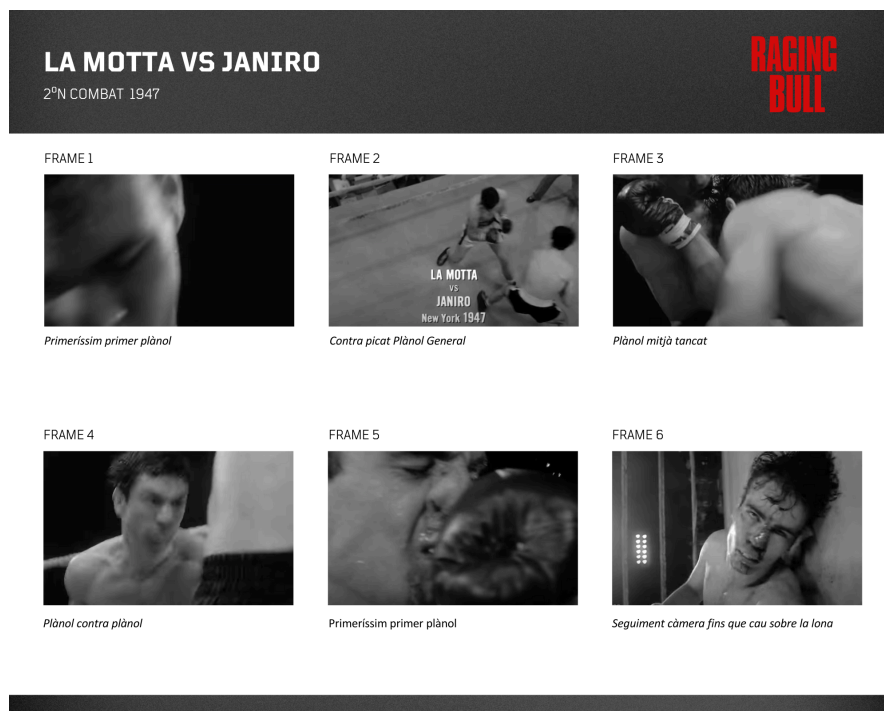 LA MOTTA VS JANIRO
2ºN COMBAT 1947
RAGING
BULL
FRAME 1
FRAME 2
FRAME 3
LA MOTTA
VS
JANIRO
New York 1947
Primeríssim primer plànol
Contra picat Plànol General
Plànol mitjà tancat
FRAME 4
FRAME 5
FRAME 6
Plànol contra plànol
Primeríssim primer plànol
Seguiment càmera fins que cau sobre la lona